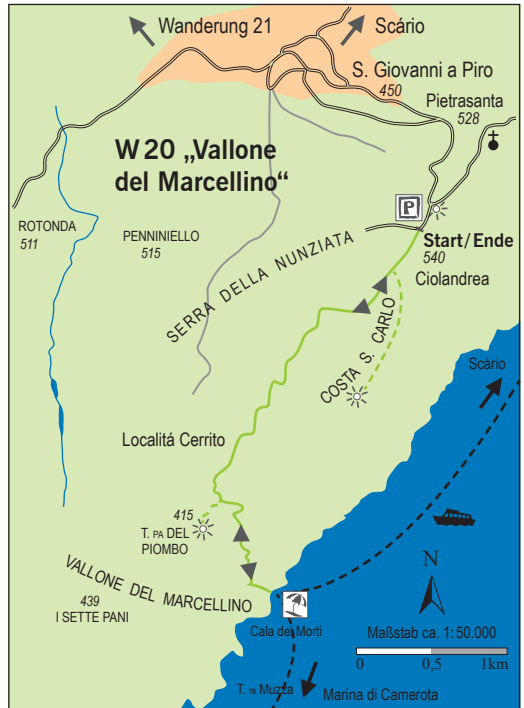 Wanderung 21
Scário
S. Giovanni a Piro
450
Pietrasanta
528
W 20 „Vallone
del Marcellino“
P
ROTONDA
511
PENNINIELLO
515
SERRA DELLA NUNZIATA
Start/Ende
540
Ciolandrea
COSTA S. CARLO
Scário
Localitá Cerrito
415
T. PA DEL
PIOMBO
VALLONE DEL MARCELLINO
439
I SETTE PANI
N
Cala dei Morti
Maßstab ca. 1: 50.000
0 0,5 1km
T. re Muzza
Marina di Camerota